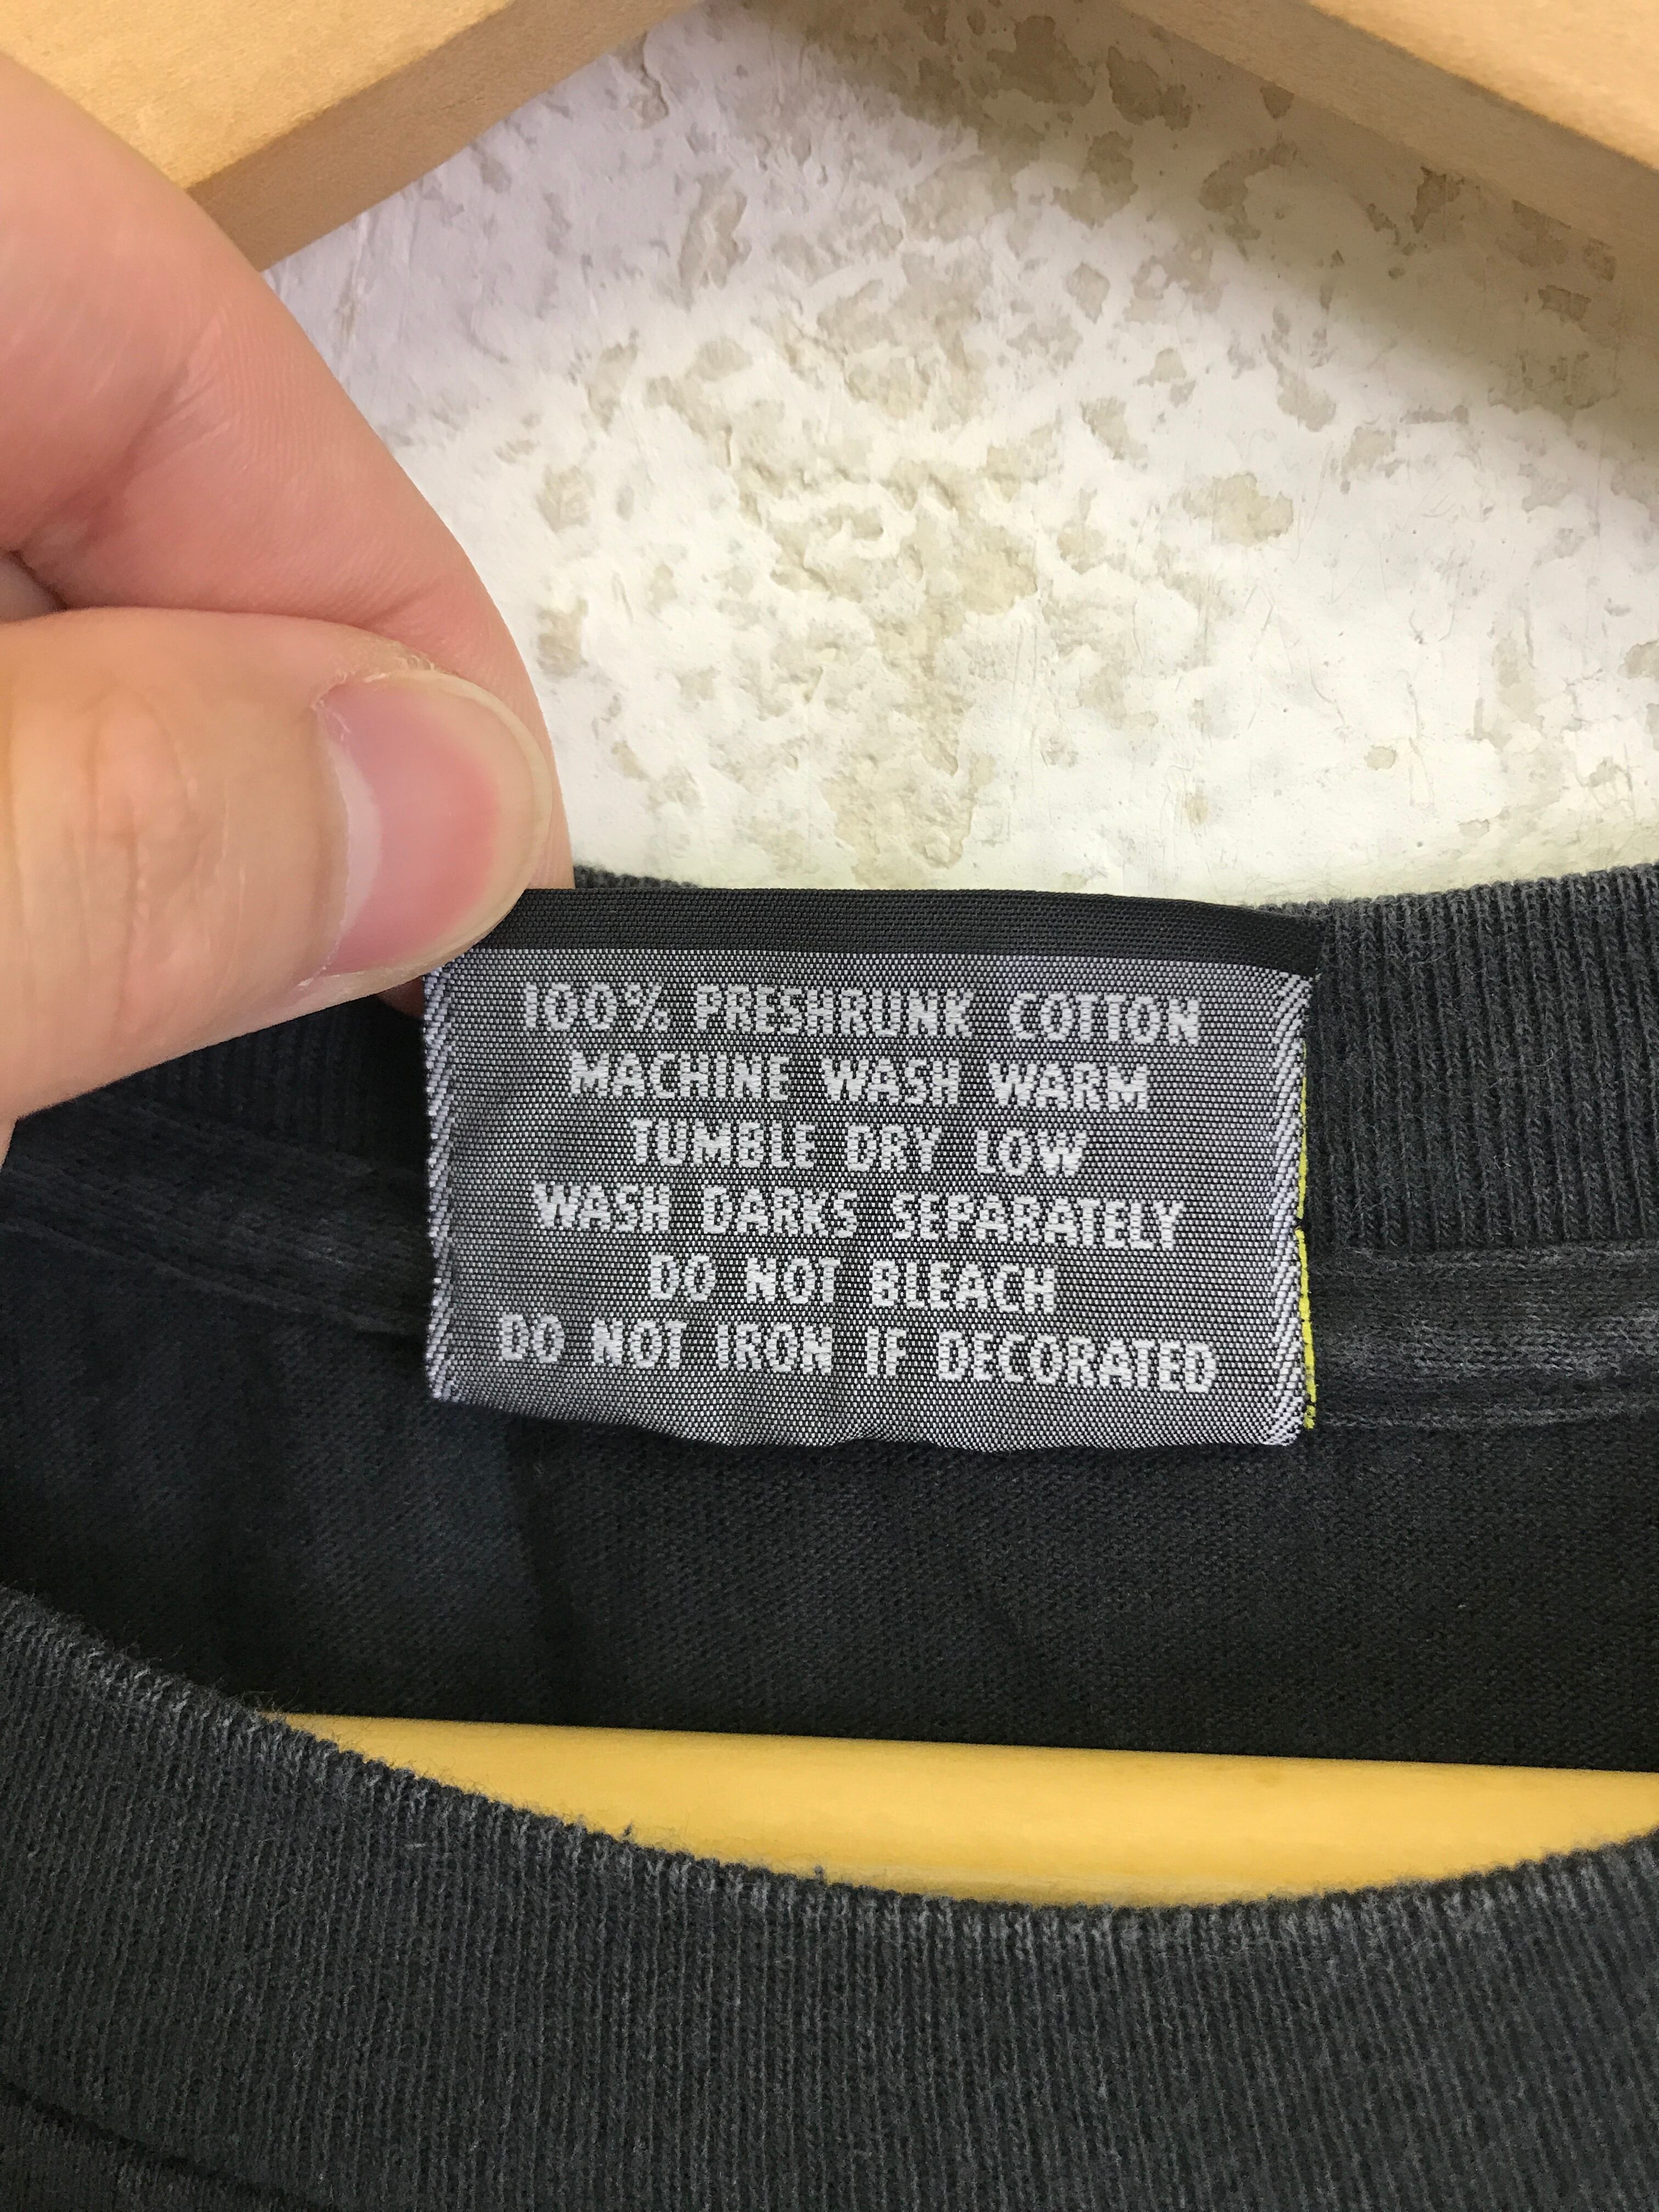 100% PRESHRUNK COTTON
MACHINE WASH WARM
TUMBLE DRY LOW
WASH DARKS SEPARATELY
DO NOT BLEACH
DO NOT IRON IF DECORATED